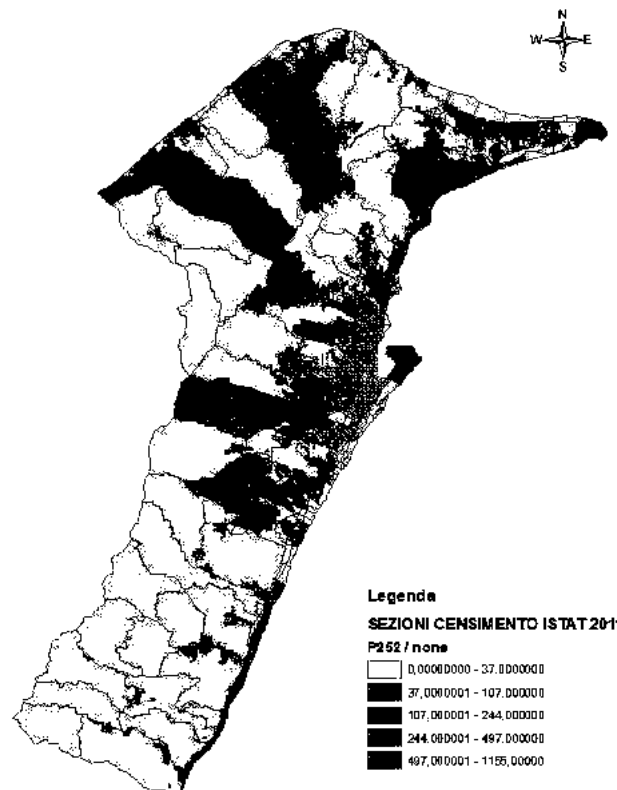 N
W E
S
Legenda
SEZIONI CENSIMENTO ISTAT 2011
P252 / none
0,00000000 - 37,0000000
37,0000001 - 107,000000
107,000001 - 244,000000
244,000001 - 497,000000
497,000001 - 1155,00000